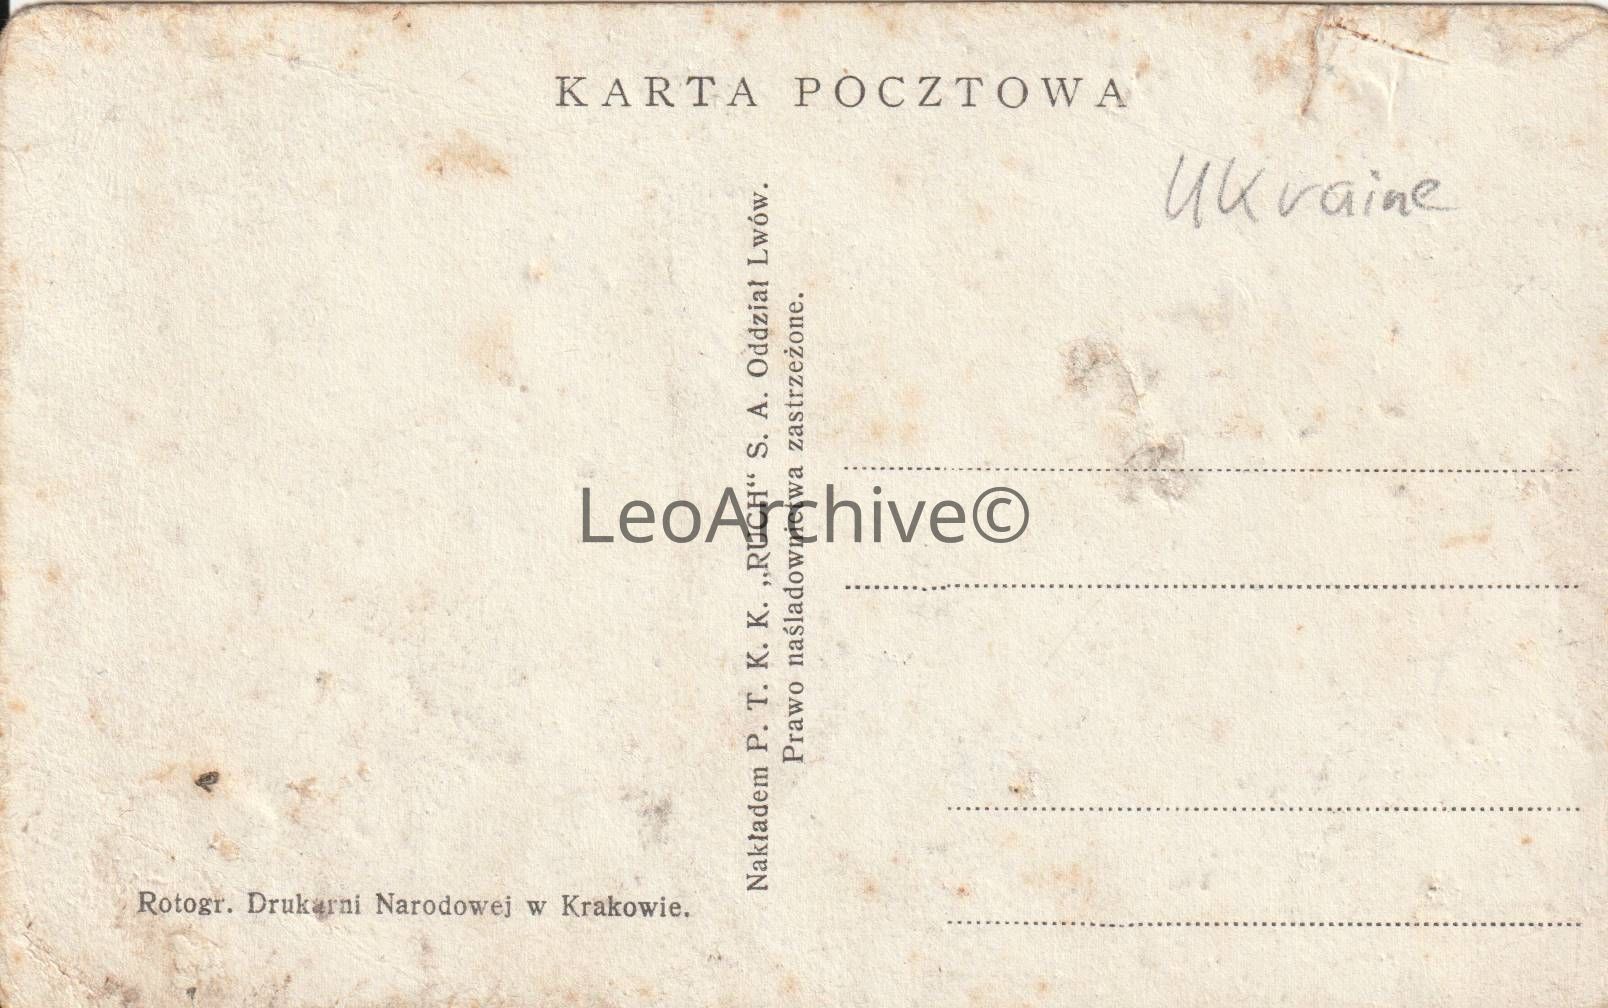 KARTA POCZTOWA
Ukraine
Nakładem P. T. K. K. „RUCH“ S. A. Oddział Lwów.
Prawo naśladownictwa zastrzeżone.
LeoArchive©
Rotogr. Drukarni Narodowej w Krakowie.